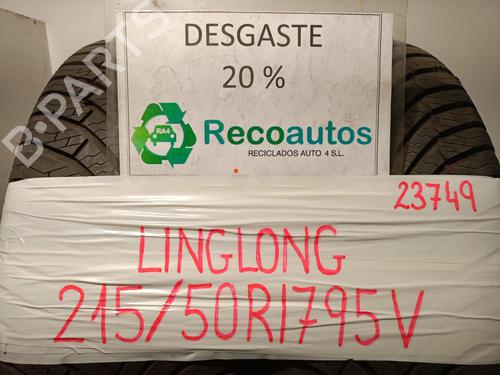 DESGASTE
20 %
RA4
Recoautos
RECICLADOS AUTO 4 S.L.
B-PARTS
23749
LINGLONG
215/50R1795V